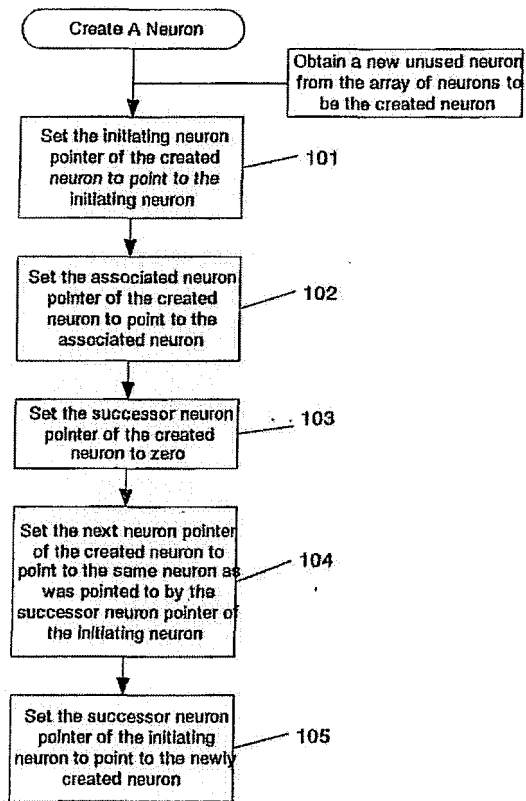 Create A Neuron
Obtain a new unused neuron
from the array of neurons to
be the created neuron
Set the initiating neuron
pointer of the created
neuron to point to the
initiating neuron
101
Set the associated neuron
pointer of the created
neuron to point to the
associated neuron
102
Set the successor neuron
pointer of the created
neuron to zero
103
Set the next neuron pointer
of the created neuron to
point to the same neuron as
was pointed to by the
successor neuron pointer of
the initiating neuron
104
Set the successor neuron
pointer of the initiating
neuron to point to the newly
created neuron
105